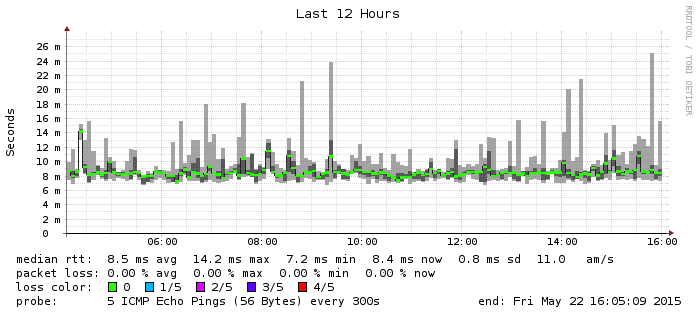 Last 12 Hours
RRDTOOL / TOBI OETIKER
Seconds
26 m
24 m
22 m
20 m
18 m
16 m
14 m
12 m
10 m
8 m
6 m
4 m
2 m
0
06:00 08:00 10:00 12:00 14:00 16:00
median rtt: 8.5 ms avg 14.2 ms max 7.2 ms min 8.4 ms now 0.8 ms sd 11.0 am/s
packet loss: 0.00 % avg 0.00 % max 0.00 % min 0.00 % now
loss color: 0 1/5 2/5 3/5 4/5
probe: 5 ICMP Echo Pings (56 Bytes) every 300s end: Fri May 22 16:05:09 2015